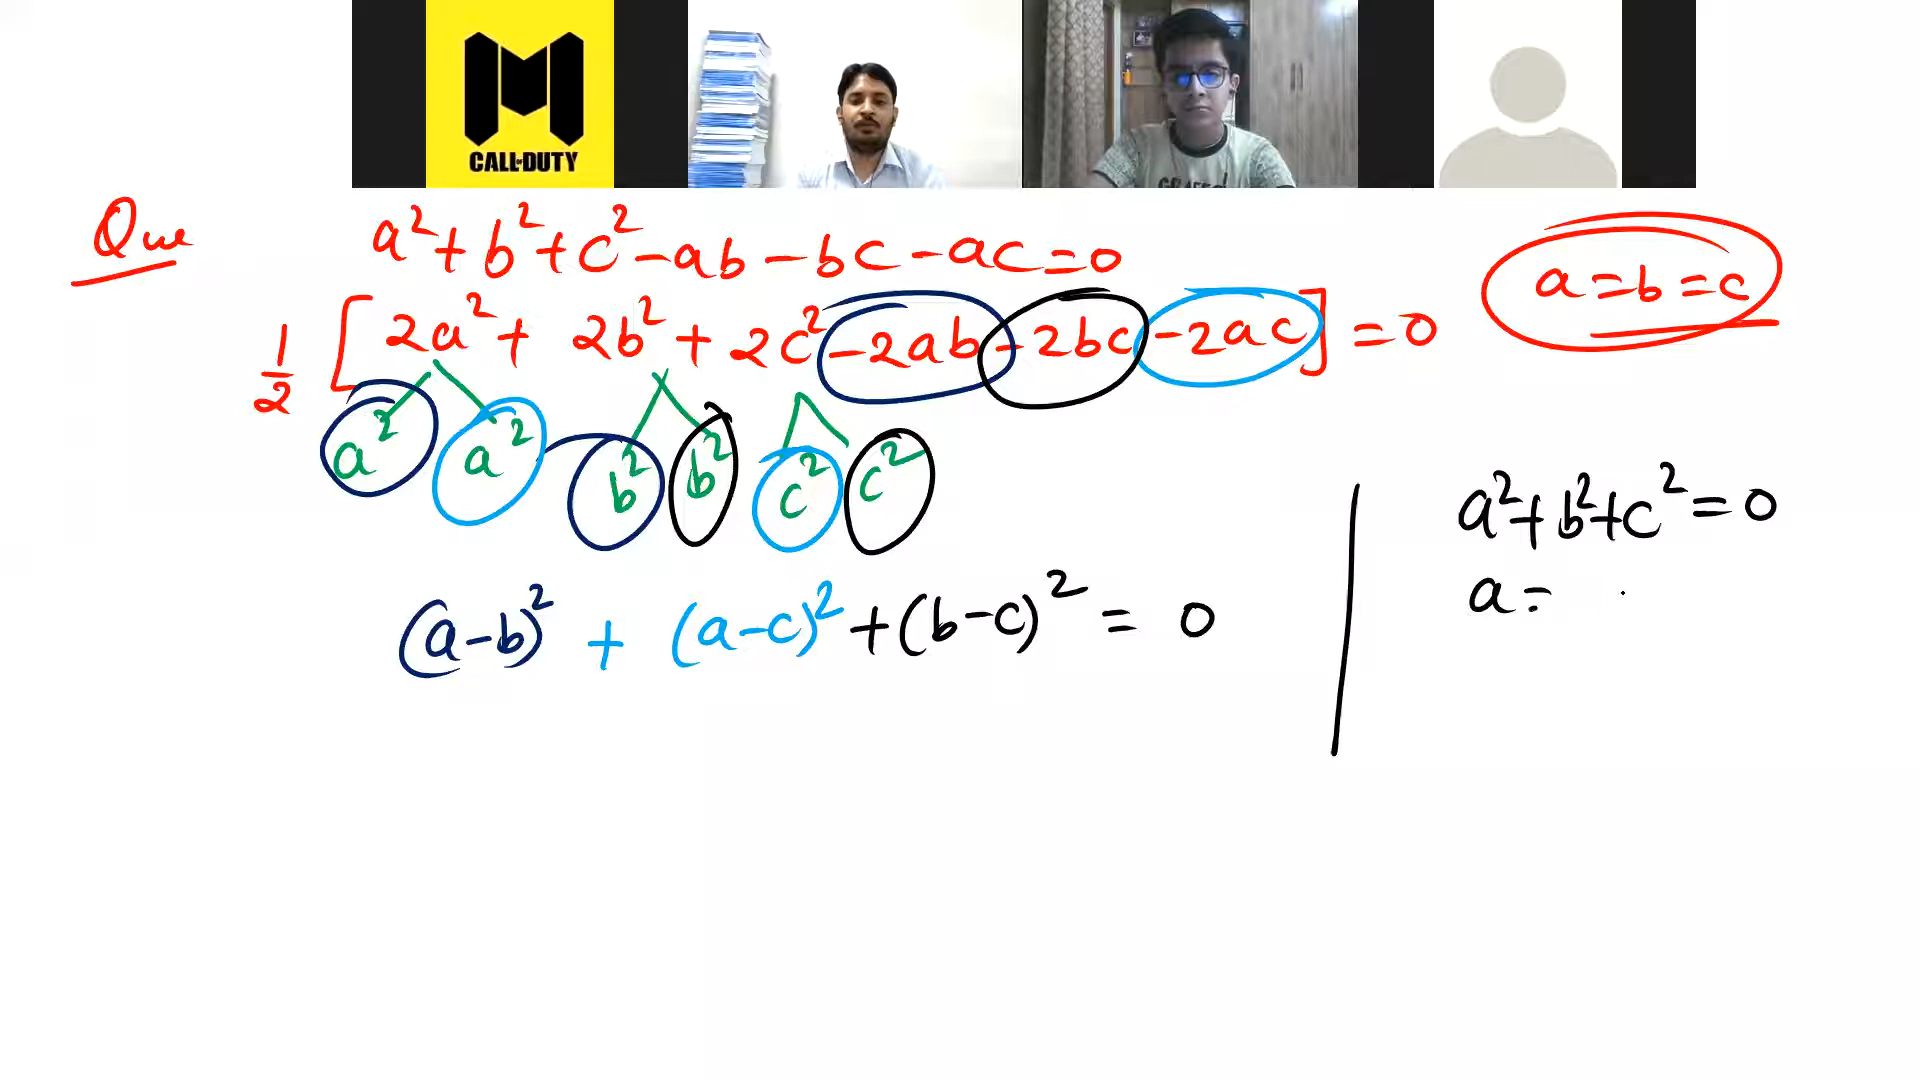 CALL OF DUTY
Que
a²+b²+c²-ab-bc-ac=0
a=b=c
1/2 [2a²+2b²+2c²-2ab-2bc-2ac]=0
a² a² b² b² c² c²
a²+b²+c²=0
a=
(a-b)²+(a-c)²+(b-c)²=0